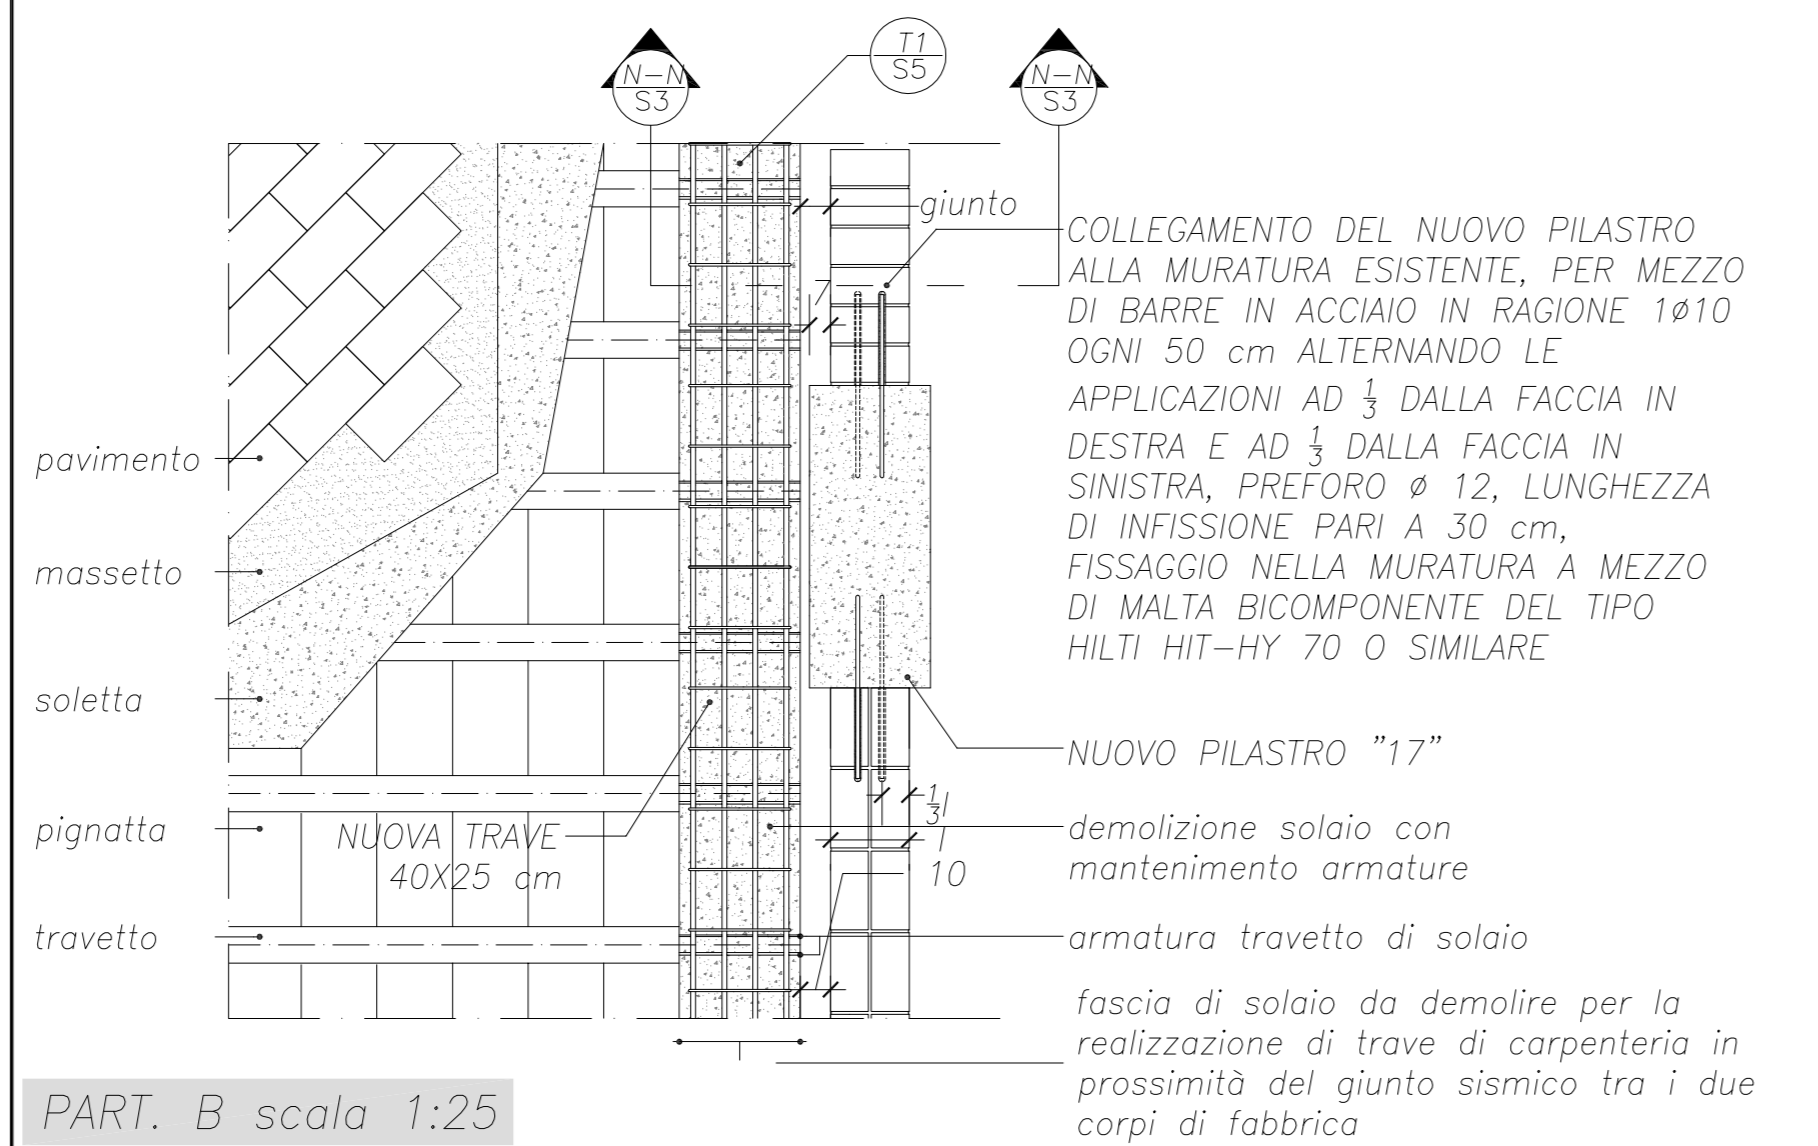 N-N
S3
T1
S5
N-N
S3
giunto
COLLEGAMENTO DEL NUOVO PILASTRO
ALLA MURATURA ESISTENTE, PER MEZZO
DI BARRE IN ACCIAIO IN RAGIONE 1ø10
OGNI 50 cm ALTERNANDO LE
APPLICAZIONI AD 1/3 DALLA FACCIA IN
DESTRA E AD 1/3 DALLA FACCIA IN
SINISTRA, PREFORO ø 12, LUNGHEZZA
DI INFISSIONE PARI A 30 cm,
FISSAGGIO NELLA MURATURA A MEZZO
DI MALTA BICOMPONENTE DEL TIPO
HILTI HIT-HY 70 O SIMILARE
7
pavimento
massetto
soletta
pignatta
travetto
NUOVA TRAVE
40X25 cm
NUOVO PILASTRO "17"
1/3
10
demolizione solaio con
mantenimento armature
armatura travetto di solaio
fascia di solaio da demolire per la
realizzazione di trave di carpenteria in
prossimità del giunto sismico tra i due
corpi di fabbrica
PART. B scala 1:25